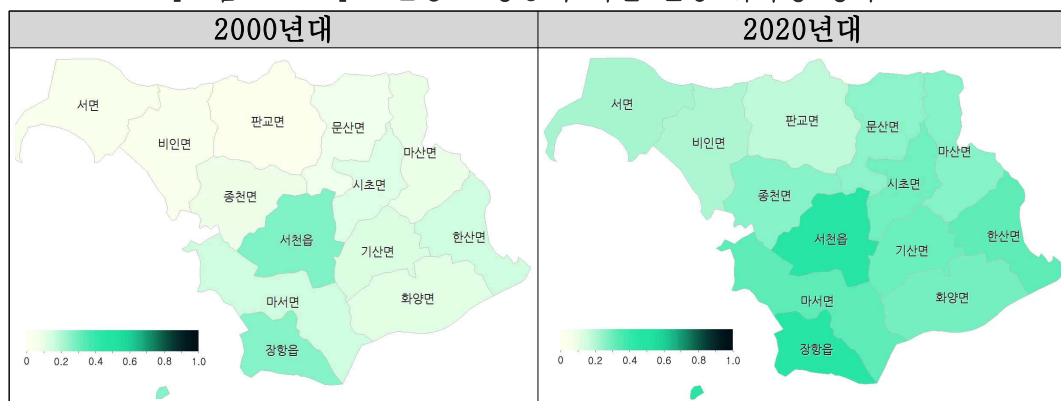 2000년대
2020년대
서면
비인면
판교면
문산면
마산면
시초면
종천면
서천읍
기산면
한산면
마서면
화양면
장항읍
0 0.2 0.4 0.6 0.8 1.0
서면
비인면
판교면
문산면
마산면
시초면
종천면
서천읍
기산면
한산면
마서면
화양면
장항읍
0 0.2 0.4 0.6 0.8 1.0